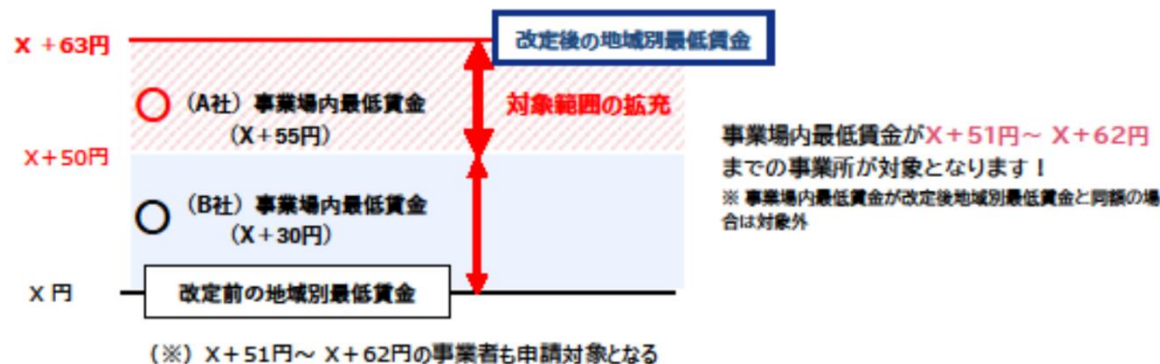 X +63円
改定後の地域別最低賃金
(A社)事業場内最低賃金
(X+55円)
対象範囲の拡充
X+50円
(B社)事業場内最低賃金
(X+30円)
X 円
改定前の地域別最低賃金
(※) X+51円～ X+62円の事業者も申請対象となる
事業場内最低賃金がX+51円～ X+62円
までの事業所が対象となります!
※ 事業場内最低賃金が改定後地域別最低賃金と同額の場
合は対象外